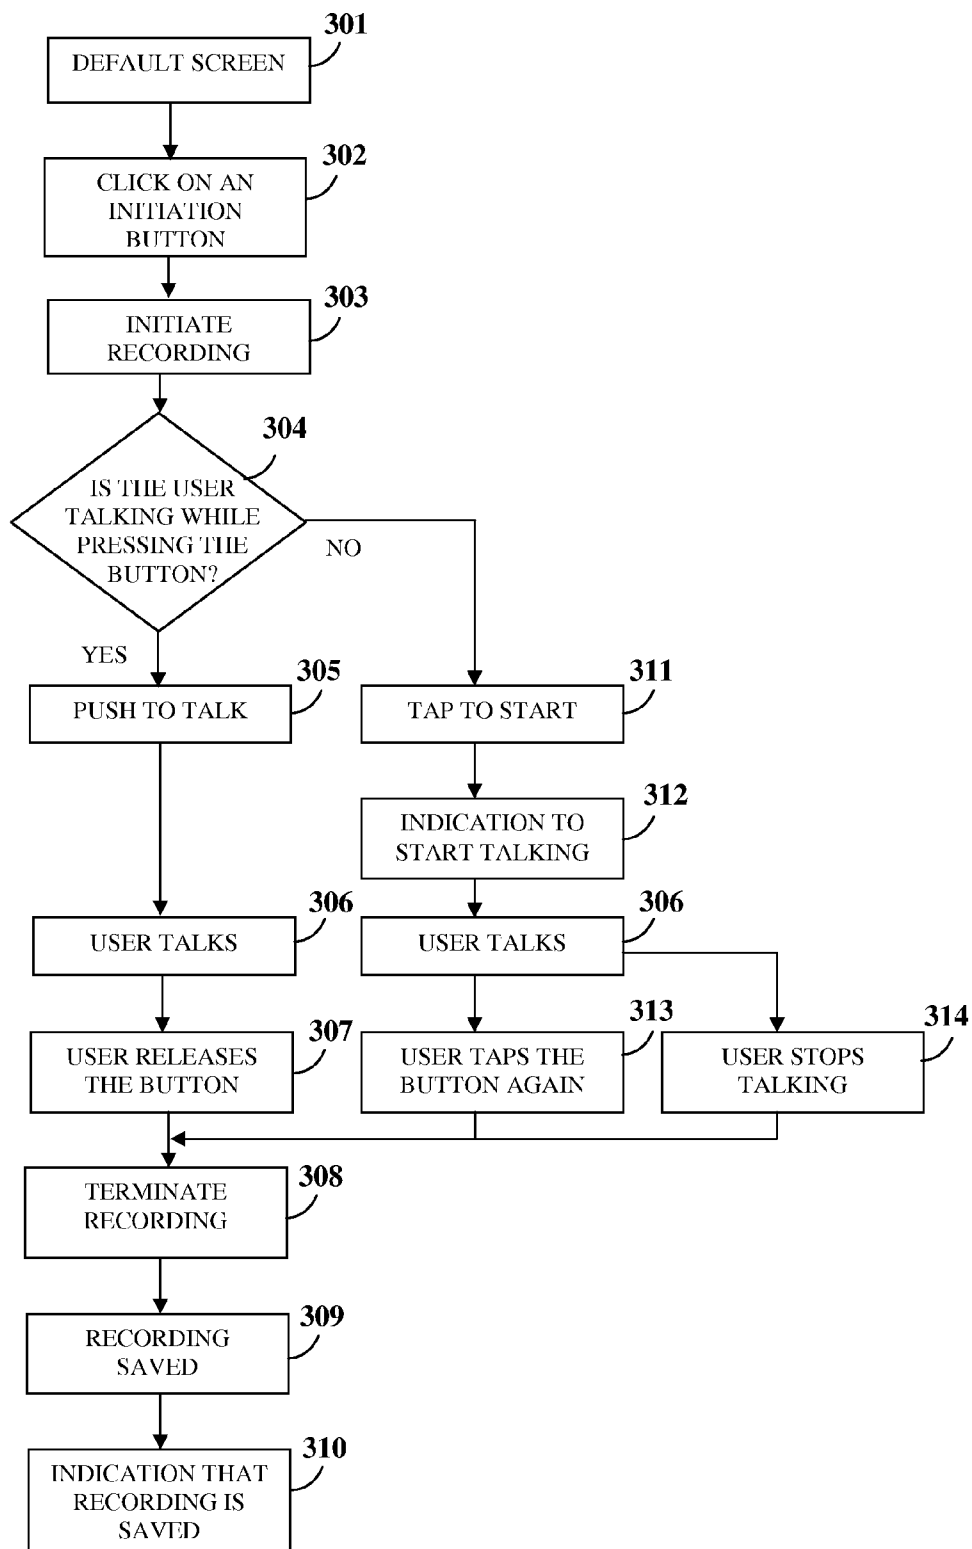 301
DEFAULT SCREEN
302
CLICK ON AN
INITIATION
BUTTON
303
INITIATE
RECORDING
304
IS THE USER
TALKING WHILE
PRESSING THE
BUTTON?
NO
YES
305
PUSH TO TALK
311
TAP TO START
312
INDICATION TO
START TALKING
306
USER TALKS
306
USER TALKS
307
USER RELEASES
THE BUTTON
313
USER TAPS THE
BUTTON AGAIN
314
USER STOPS
TALKING
308
TERMINATE
RECORDING
309
RECORDING
SAVED
310
INDICATION THAT
RECORDING IS
SAVED